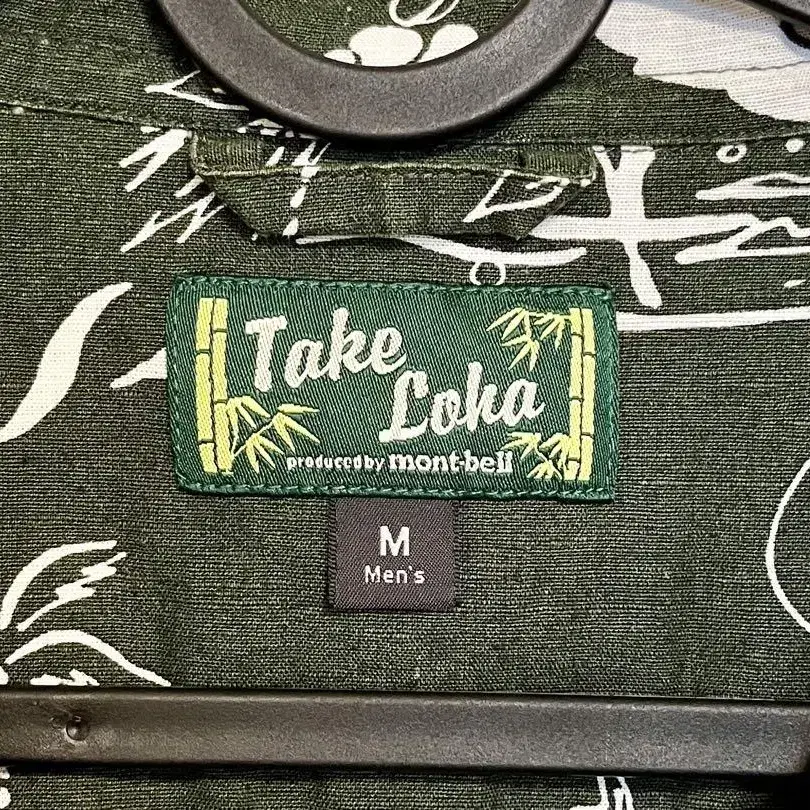 Take
Loha
produced by mont-bell
M
Men's